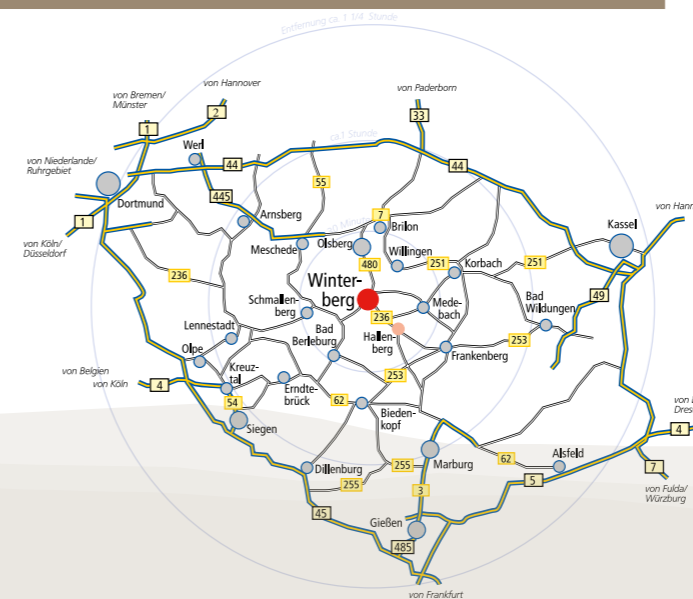 Entfernung ca. 1 1/4 Stunde
von Hannover
von Paderborn
von Bremen/
Münster
2
33
1
Werl
von Niederlande/
Ruhrgebiet
44
44
55
445
Dortmund
Arnsberg
ca.1 Stunde
7
Brilon
Kassel
1
von Köln/
Düsseldorf
Meschede
Olsberg
Minuten
Willingen
480
251
Korbach
251
236
Winter-
berg
49
Schmallen-
berg
236
Mede-
bach
Bad
Wildungen
Lennestadt
Bad
Berleburg
Hallen-
berg
253
Olpe
Frankenberg
von Belgien
von Köln
4
Kreuz-
tal
Erndte-
brück
253
54
62
Bieden-
kopf
Siegen
4
Marburg
62
Alsfeld
Dillenburg
255
255
3
5
7
von Fulda/
Würzburg
45
Gießen
485
von Frankfurt